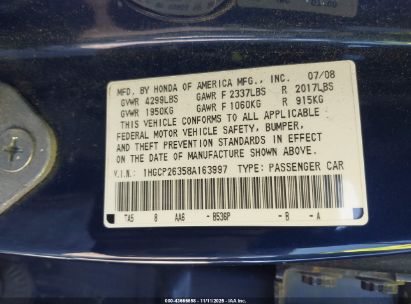 MFD. BY HONDA OF AMERICA MFG., INC. 07/08
GVWR 4299LBS GAWR F 2337LBS R 2017LBS
GVWR 1950KG GAWR F 1060KG R 915KG
THIS VEHICLE CONFORMS TO ALL APPLICABLE
FEDERAL MOTOR VEHICLE SAFETY, BUMPER,
AND THEFT PREVENTION STANDARDS IN EFFECT
ON THE DATE OF MANUFACTURE SHOWN ABOVE.
V.I.N.: 1HGCP26358A163997 TYPE: PASSENGER CAR
TA5 8 AA6 -B536P -B -A